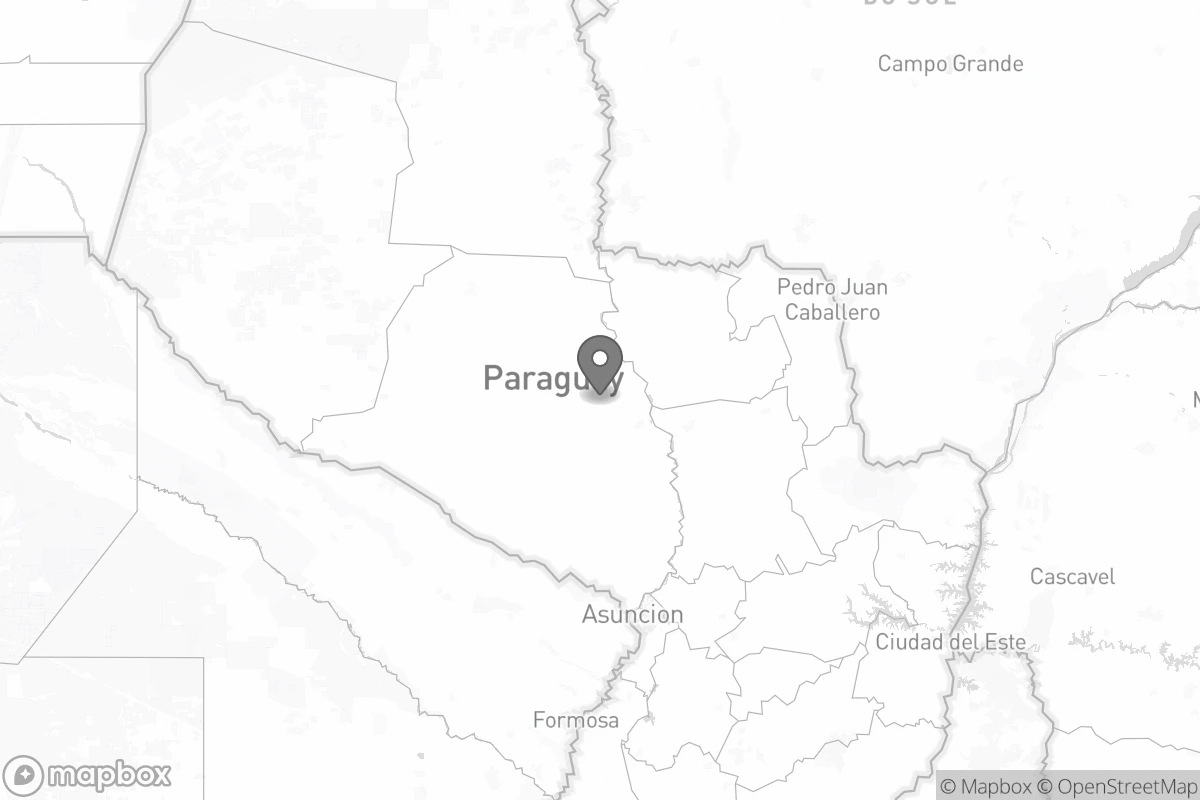 DO SUL
Campo Grande
Pedro Juan
Caballero
Paraguay
Cascavel
Asuncion
Ciudad del Este
Formosa
mapbox
© Mapbox © OpenStreetMap